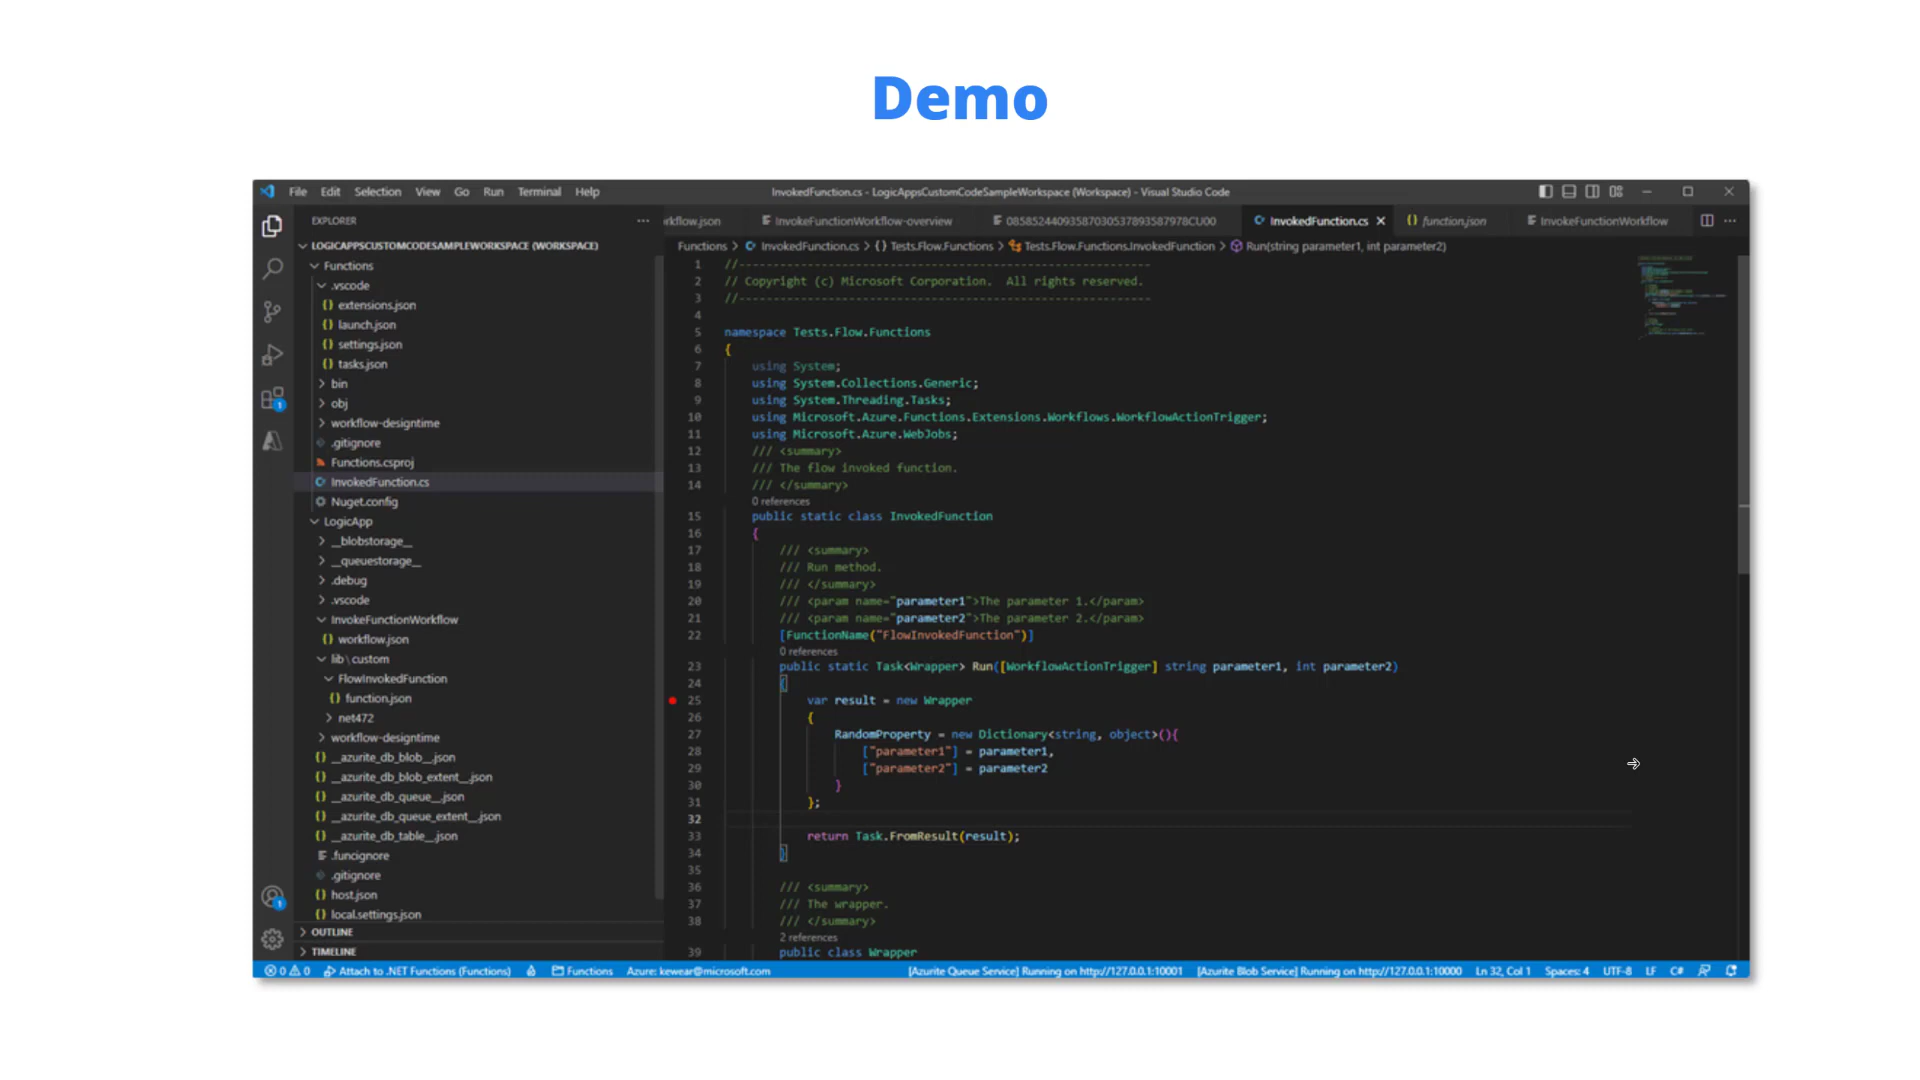 Demo
File Edit Selection View Go Run Terminal Help
InvokedFunction.cs - LogicAppsCustomCodeSampleWorkspace (Workspace) - Visual Studio Code
EXPLORER
LOGICAPPSCUSTOMCODESAMPLEWORKSPACE (WORKSPACE)
Functions
.vscode
extensions.json
launch.json
settings.json
tasks.json
bin
obj
workflow-designtime
.gitignore
Functions.csproj
InvokedFunction.cs
Nuget.config
LogicApp
__blobstorage__
__queuestorage__
.debug
.vscode
InvokeFunctionWorkflow
workflow.json
lib\custom
FlowInvokedFunction
function.json
net472
workflow-designtime
__azurite_db_blob__.json
__azurite_db_blob_extent__.json
__azurite_db_queue__.json
__azurite_db_queue_extent__.json
__azurite_db_table__.json
.funcignore
.gitignore
host.json
local.settings.json
OUTLINE
TIMELINE
rkflow.json InvokeFunctionWorkflow-overview 08585244093587030537893587978CU00 InvokedFunction.cs function.json InvokeFunctionWorkflow
Functions > InvokedFunction.cs > {} Tests.Flow.Functions > Tests.Flow.Functions.InvokedFunction > Run(string parameter1, int parameter2)
1 //------------------------------------------------------------
2 // Copyright (c) Microsoft Corporation.  All rights reserved.
3 //------------------------------------------------------------
4
5 namespace Tests.Flow.Functions
6 {
7 using System;
8 using System.Collections.Generic;
9 using System.Threading.Tasks;
10 using Microsoft.Azure.Functions.Extensions.Workflows.WorkflowActionTrigger;
11 using Microsoft.Azure.WebJobs;
12 /// <summary>
13 /// The flow invoked function.
14 /// </summary>
0 references
15 public static class InvokedFunction
16 {
17 /// <summary>
18 /// Run method.
19 /// </summary>
20 /// <param name="parameter1">The parameter 1.</param>
21 /// <param name="parameter2">The parameter 2.</param>
22 [FunctionName("FlowInvokedFunction")]
0 references
23 public static Task<Wrapper> Run([WorkflowActionTrigger] string parameter1, int parameter2)
24 {
25 var result = new Wrapper
26 {
27 RandomProperty = new Dictionary<string, object>(){
28 ["parameter1"] = parameter1,
29 ["parameter2"] = parameter2
30 }
31 };
32
33 return Task.FromResult(result);
34 }
35
36 /// <summary>
37 /// The wrapper.
38 /// </summary>
2 references
39 public class Wrapper
0 0 Attach to .NET Functions (Functions) Functions Azure: kewear@microsoft.com [Azurite Queue Service] Running on http://127.0.0.1:10001 [Azurite Blob Service] Running on http://127.0.0.1:10000 Ln 32, Col 1 Spaces: 4 UTF-8 LF C#